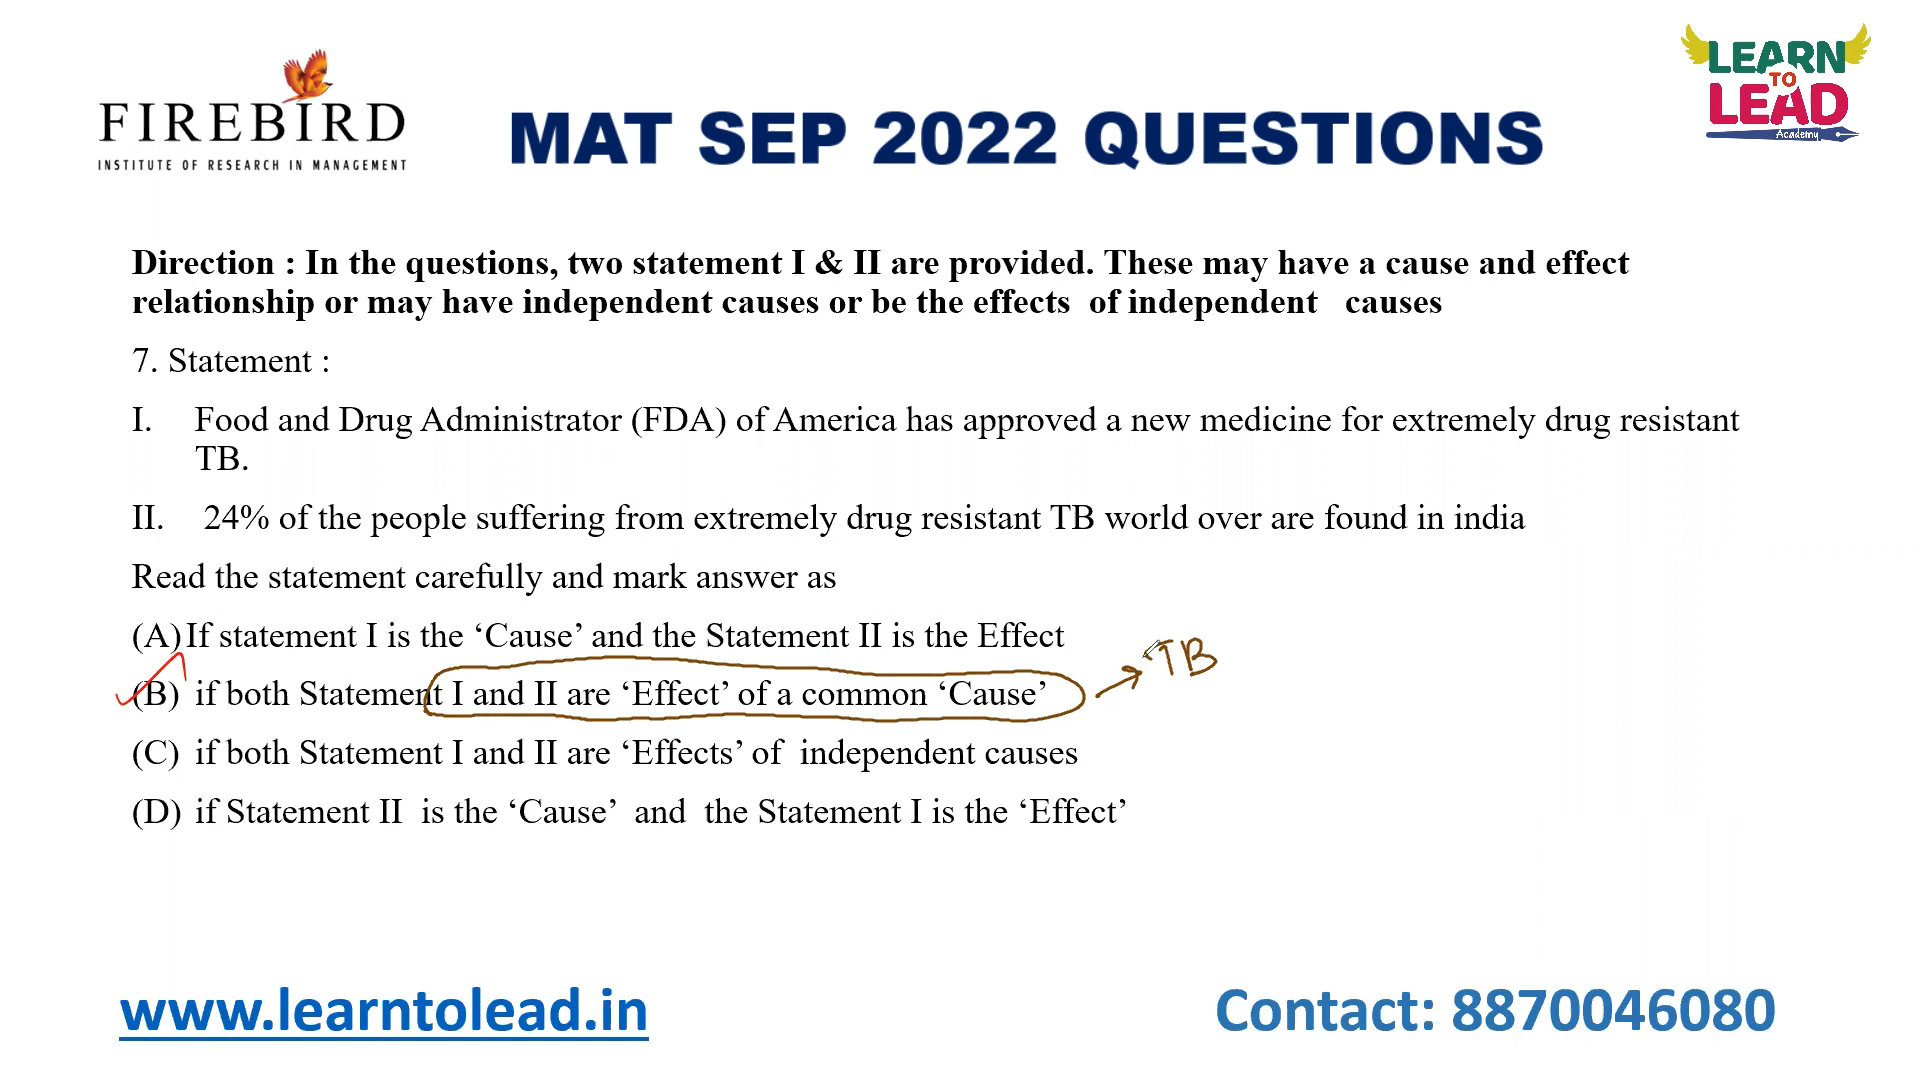 FIREBIRD
INSTITUTE OF RESEARCH IN MANAGEMENT
MAT SEP 2022 QUESTIONS
LEARN
TO
LEAD
Academy
Direction : In the questions, two statement I & II are provided. These may have a cause and effect
relationship or may have independent causes or be the effects of independent causes
7. Statement :
I. Food and Drug Administrator (FDA) of America has approved a new medicine for extremely drug resistant
TB.
II. 24% of the people suffering from extremely drug resistant TB world over are found in india
Read the statement carefully and mark answer as
(A) If statement I is the ‘Cause’ and the Statement II is the Effect
TB
(B) if both Statement I and II are ‘Effect’ of a common ‘Cause’
(C) if both Statement I and II are ‘Effects’ of independent causes
(D) if Statement II is the ‘Cause’ and the Statement I is the ‘Effect’
www.learntolead.in
Contact: 8870046080